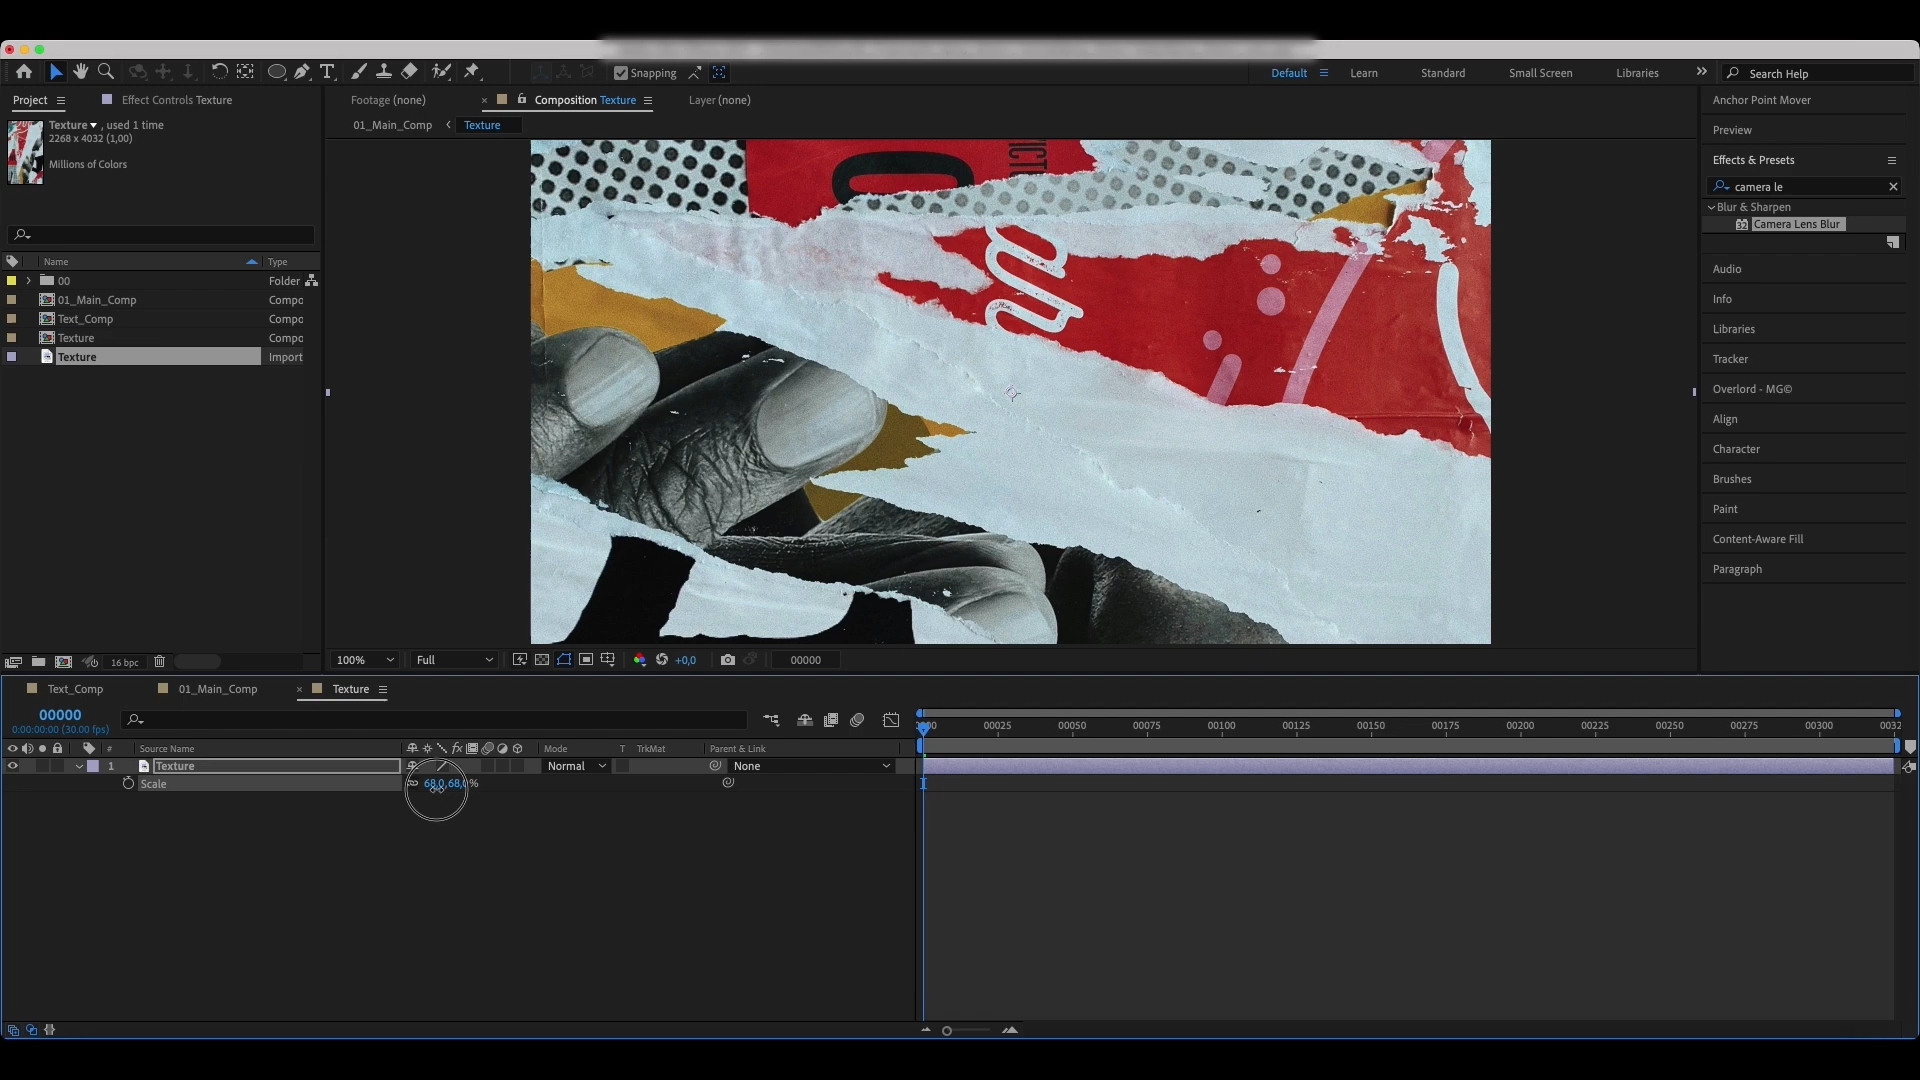 Snapping
Default
Learn
Standard
Small Screen
Libraries
Search Help
Project
Effect Controls Texture
Footage (none)
Composition Texture
Layer (none)
Anchor Point Mover
Texture , used 1 time
2268 x 4032 (1,00)
Millions of Colors
01_Main_Comp
Texture
Preview
Effects & Presets
camera le
Blur & Sharpen
32 Camera Lens Blur
Name
Type
00
Folder
01_Main_Comp
Compo
Text_Comp
Compo
Texture
Compo
Texture
Import
Audio
Info
Libraries
Tracker
Overlord - MG©
Align
Character
Brushes
Paint
Content-Aware Fill
Paragraph
16 bpc
100%
Full
+0,0
00000
Text_Comp
01_Main_Comp
Texture
00000
0:00:00:00 (30.00 fps)
00025
00050
00075
00100
00125
00150
00175
00200
00225
00250
00275
00300
#
Source Name
fx
Mode
T
TrkMat
Parent & Link
1
Texture
Normal
None
Scale